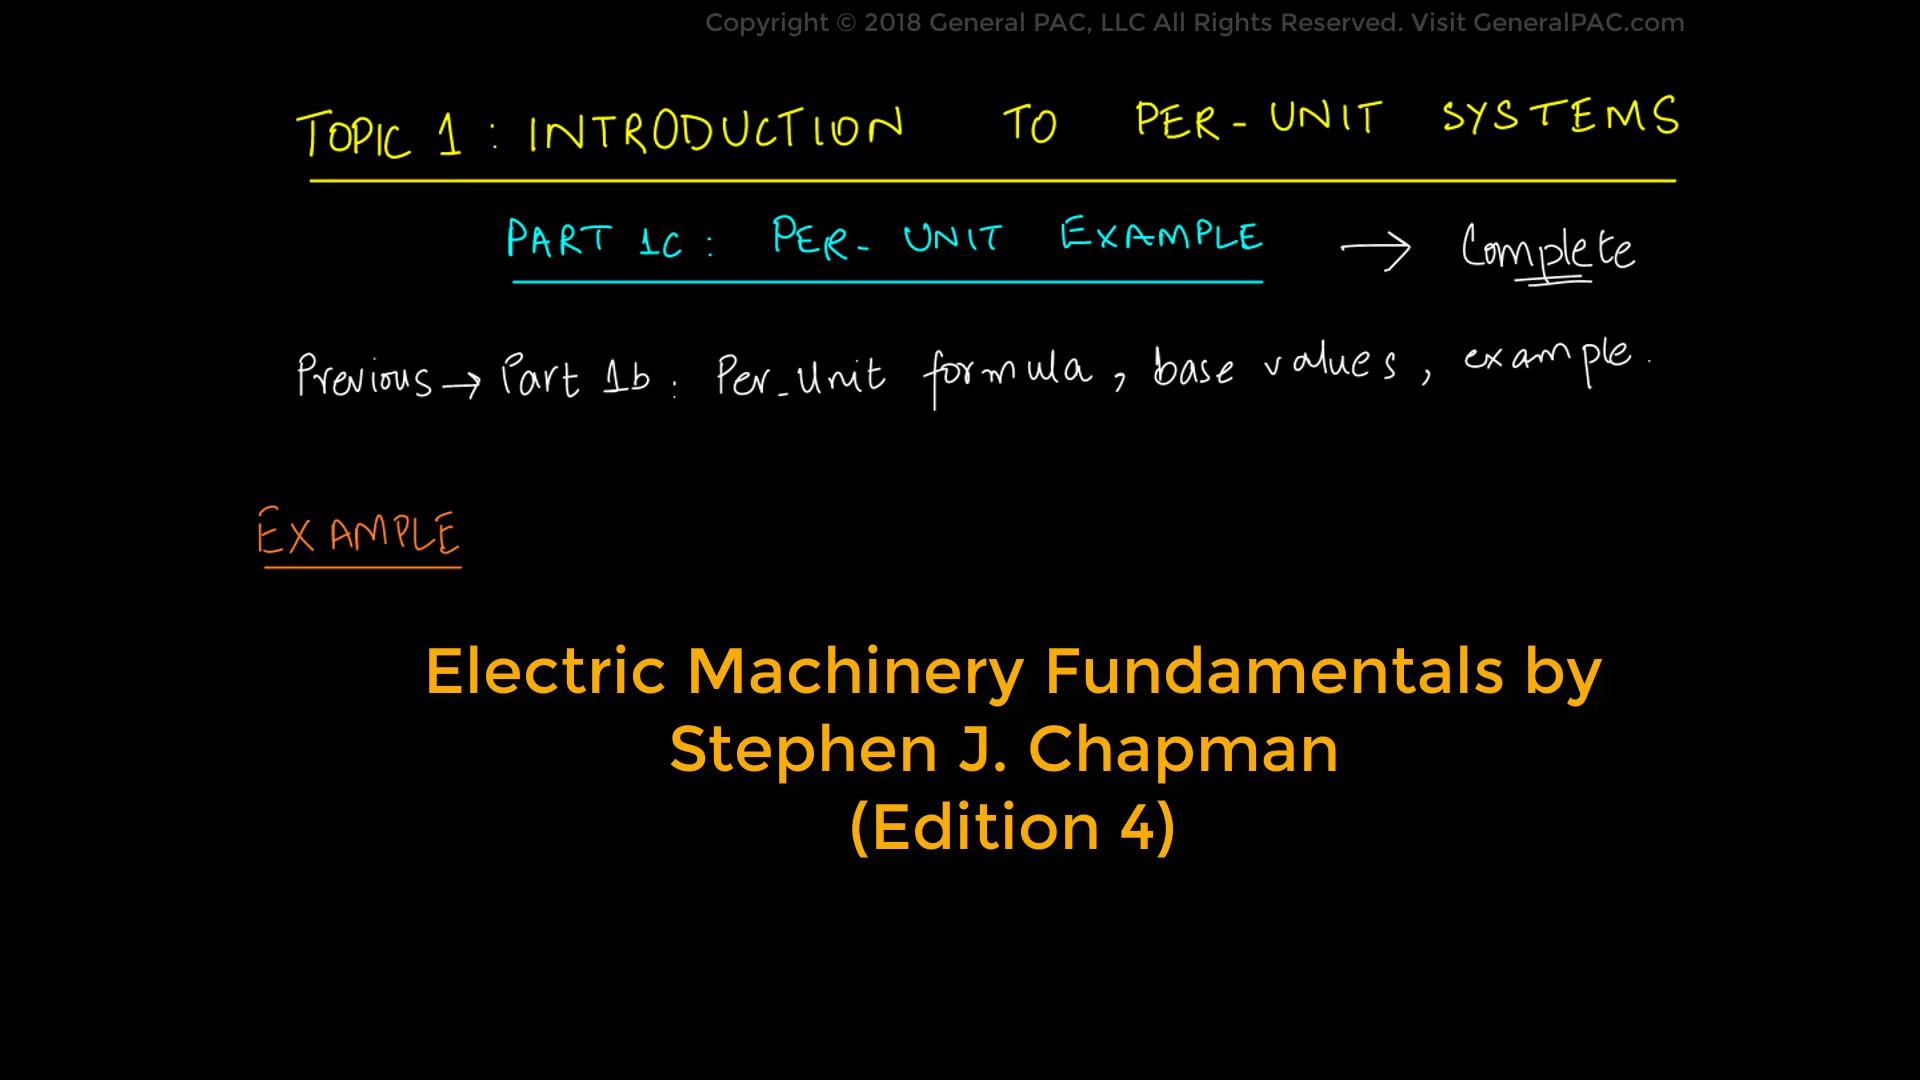 Copyright © 2018 General PAC, LLC All Rights Reserved. Visit GeneralPAC.com
TOPIC 1 : INTRODUCTION TO PER-UNIT SYSTEMS
PART 1C : PER-UNIT EXAMPLE → Complete
Previous → Part 1b : Per-Unit formula, base values, example.
EXAMPLE
Electric Machinery Fundamentals by
Stephen J. Chapman
(Edition 4)